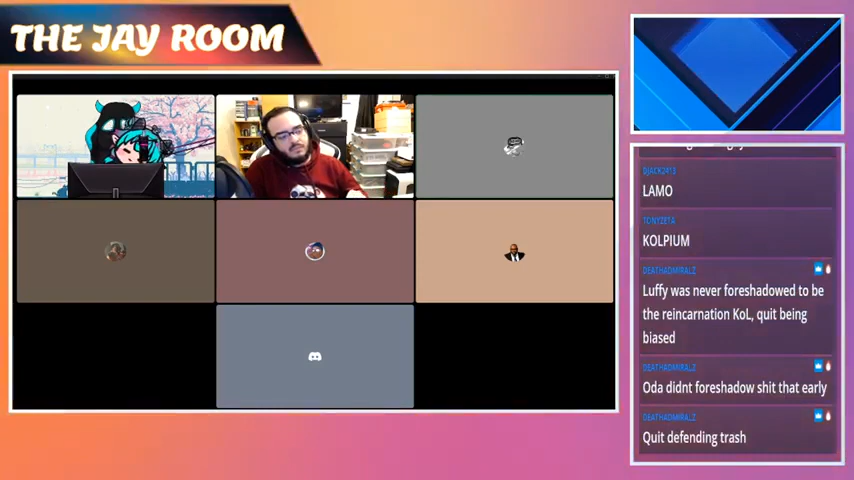 THE JAY ROOM
DJACK2413
LAMO
TONYZETA
KOLPIUM
DEATHADMIRALZ
Luffy was never foreshadowed to be
the reincarnation KoL, quit being
biased
DEATHADMIRALZ
Oda didnt foreshadow shit that early
DEATHADMIRALZ
Quit defending trash